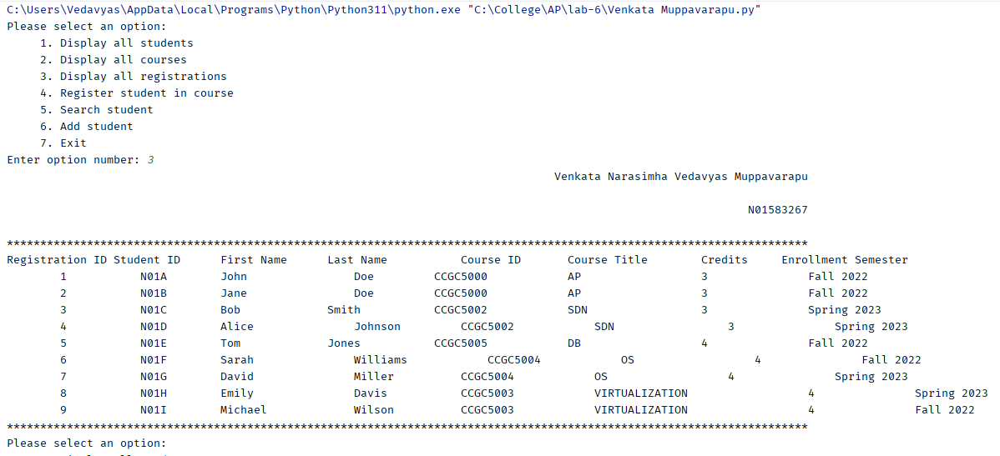 C:\Users\Vedavyas\AppData\Local\Programs\Python\Python311\python.exe "C:\College\AP\lab-6\Venkata Muppavarapu.py"
Please select an option:
     1. Display all students
     2. Display all courses
     3. Display all registrations
     4. Register student in course
     5. Search student
     6. Add student
     7. Exit
Enter option number: 3
Venkata Narasimha Vedavyas Muppavarapu
N01583267
************************************************************************************************************************
Registration ID Student ID      First Name      Last Name           Course ID       Course Title        Credits     Enrollment Semester
        1           N01A        John                Doe         CCGC5000            AP                  3               Fall 2022
        2           N01B        Jane                Doe         CCGC5000            AP                  3               Fall 2022
        3           N01C        Bob             Smith           CCGC5002            SDN                 3               Spring 2023
        4           N01D        Alice               Johnson         CCGC5002            SDN                 3               Spring 2023
        5           N01E        Tom             Jones           CCGC5005            DB                  4               Fall 2022
        6           N01F        Sarah               Williams            CCGC5004            OS                  4               Fall 2022
        7           N01G        David               Miller          CCGC5004            OS                  4               Spring 2023
        8           N01H        Emily               Davis           CCGC5003            VIRTUALIZATION                  4               Spring 2023
        9           N01I        Michael             Wilson          CCGC5003            VIRTUALIZATION                  4               Fall 2022
************************************************************************************************************************
Please select an option: